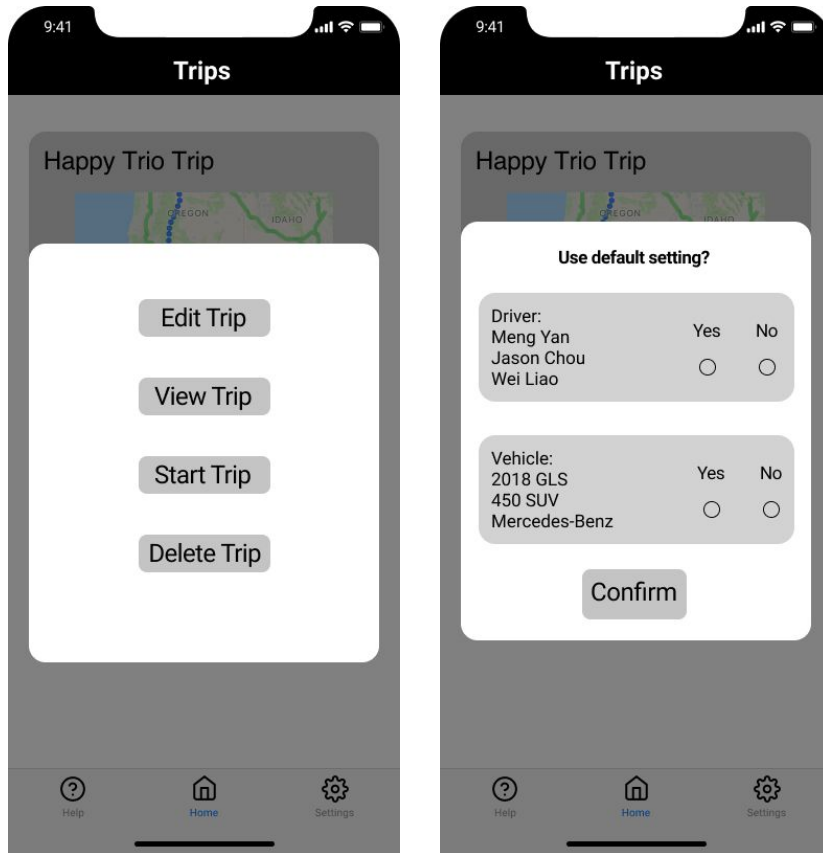 9:41
Trips
Happy Trio Trip
OREGON
IDAHO
Edit Trip
View Trip
Start Trip
Delete Trip
Help
Home
Settings
9:41
Trips
Happy Trio Trip
OREGON
IDAHO
Use default setting?
Driver:
Meng Yan
Jason Chou
Wei Liao
Yes No
Vehicle:
2018 GLS
450 SUV
Mercedes-Benz
Yes No
Confirm
Help
Home
Settings